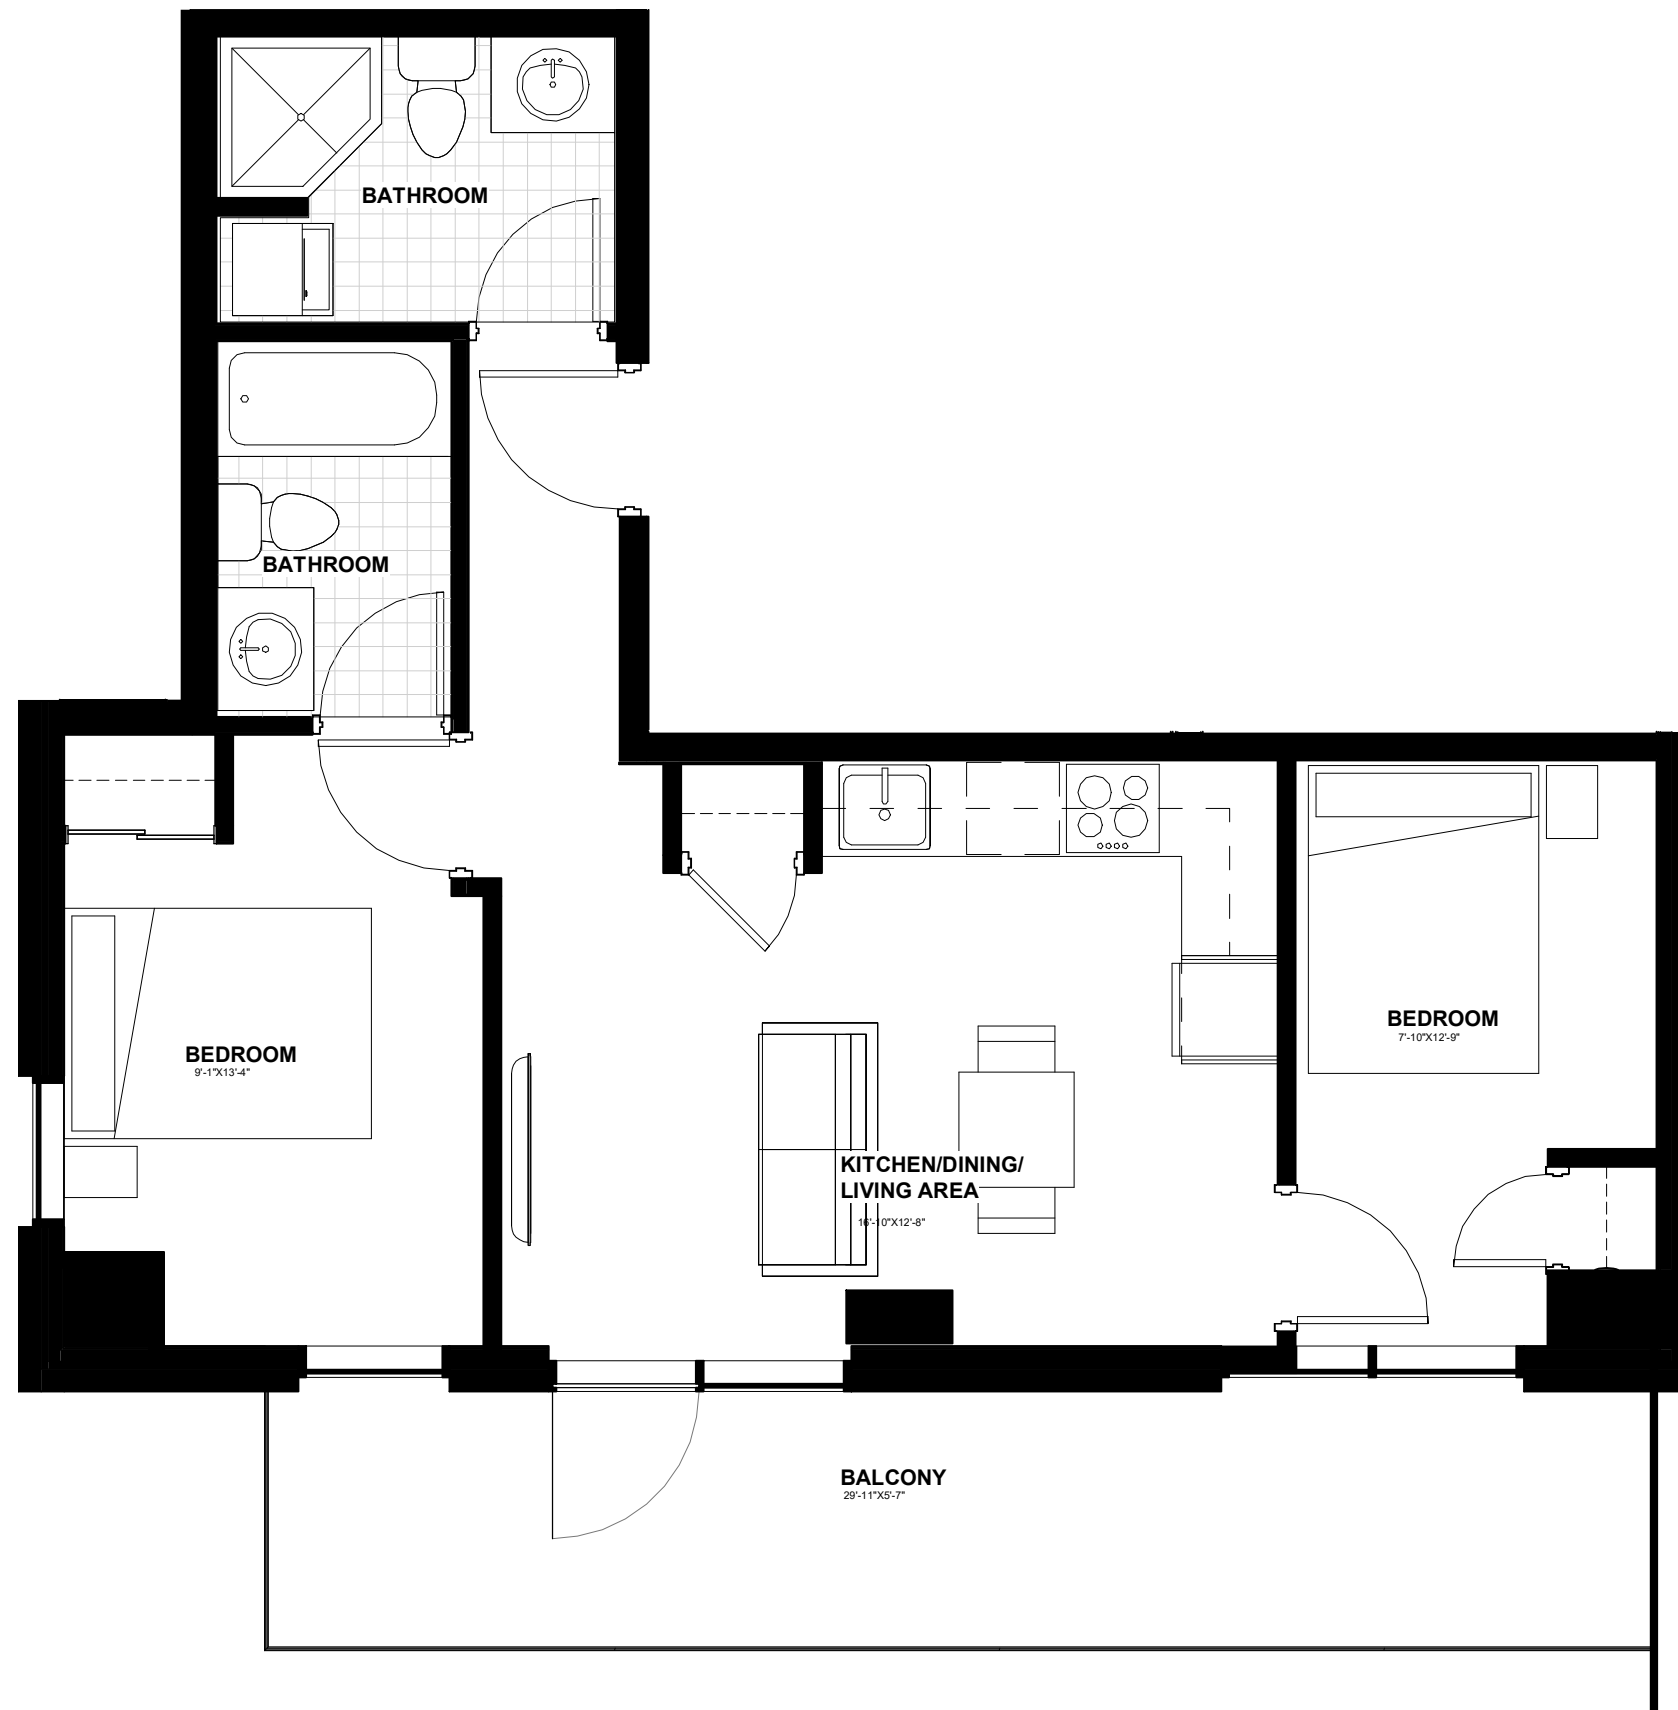 BATHROOM
BATHROOM
BEDROOM
9'-1"X13'-4"
BEDROOM
7'-10"X12'-9"
KITCHEN/DINING/
LIVING AREA
16'-10"X12'-8"
BALCONY
29'-11"X5'-7"